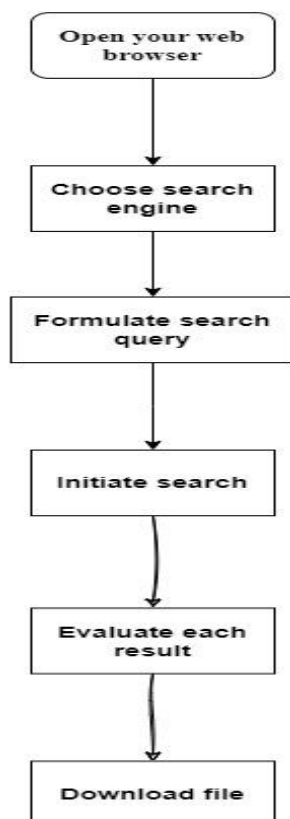 Open your web
browser
Choose search
engine
Formulate search
query
Initiate search
Evaluate each
result
Download file